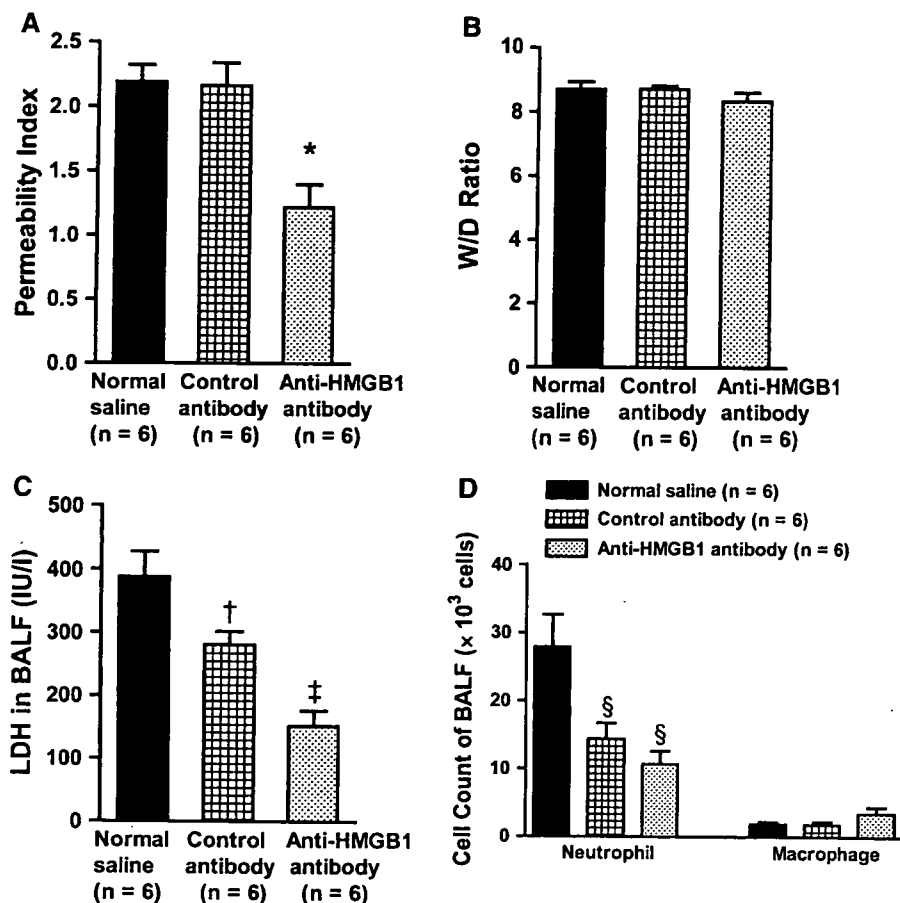 A
Permeability Index
2.5
2.0
1.5
1.0
0.5
0.0
*
Normal saline (n = 6)
Control antibody (n = 6)
Anti-HMGB1 antibody (n = 6)
B
W/D Ratio
10
8
6
4
2
0
Normal saline (n = 6)
Control antibody (n = 6)
Anti-HMGB1 antibody (n = 6)
C
LDH in BALF (IU/l)
500
400
300
200
100
0
†
‡
Normal saline (n = 6)
Control antibody (n = 6)
Anti-HMGB1 antibody (n = 6)
D
Normal saline (n = 6)
Control antibody (n = 6)
Anti-HMGB1 antibody (n = 6)
Cell Count of BALF (× 10³ cells)
40
30
20
10
0
§
§
Neutrophil
Macrophage